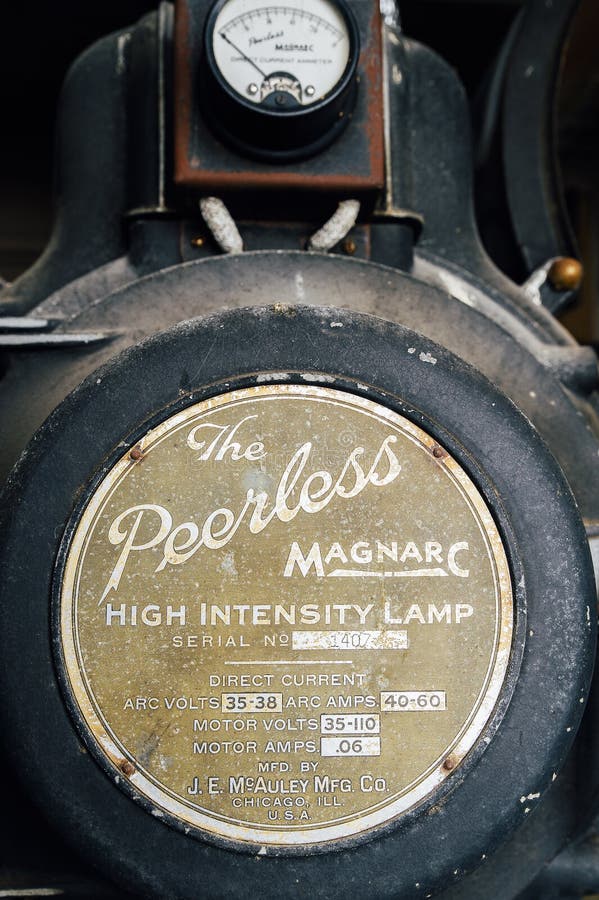 Peerless
MAGNARC
DIRECT CURRENT AMMETER
The
Peerless
MAGNARC
HIGH INTENSITY LAMP
SERIAL NO 1407
DIRECT CURRENT
ARC VOLTS 35-38 ARC AMPS. 40-60
MOTOR VOLTS 35-110
MOTOR AMPS. .06
MFD. BY
J. E. MCAULEY MFG. CO.
CHICAGO, ILL.
U.S.A.